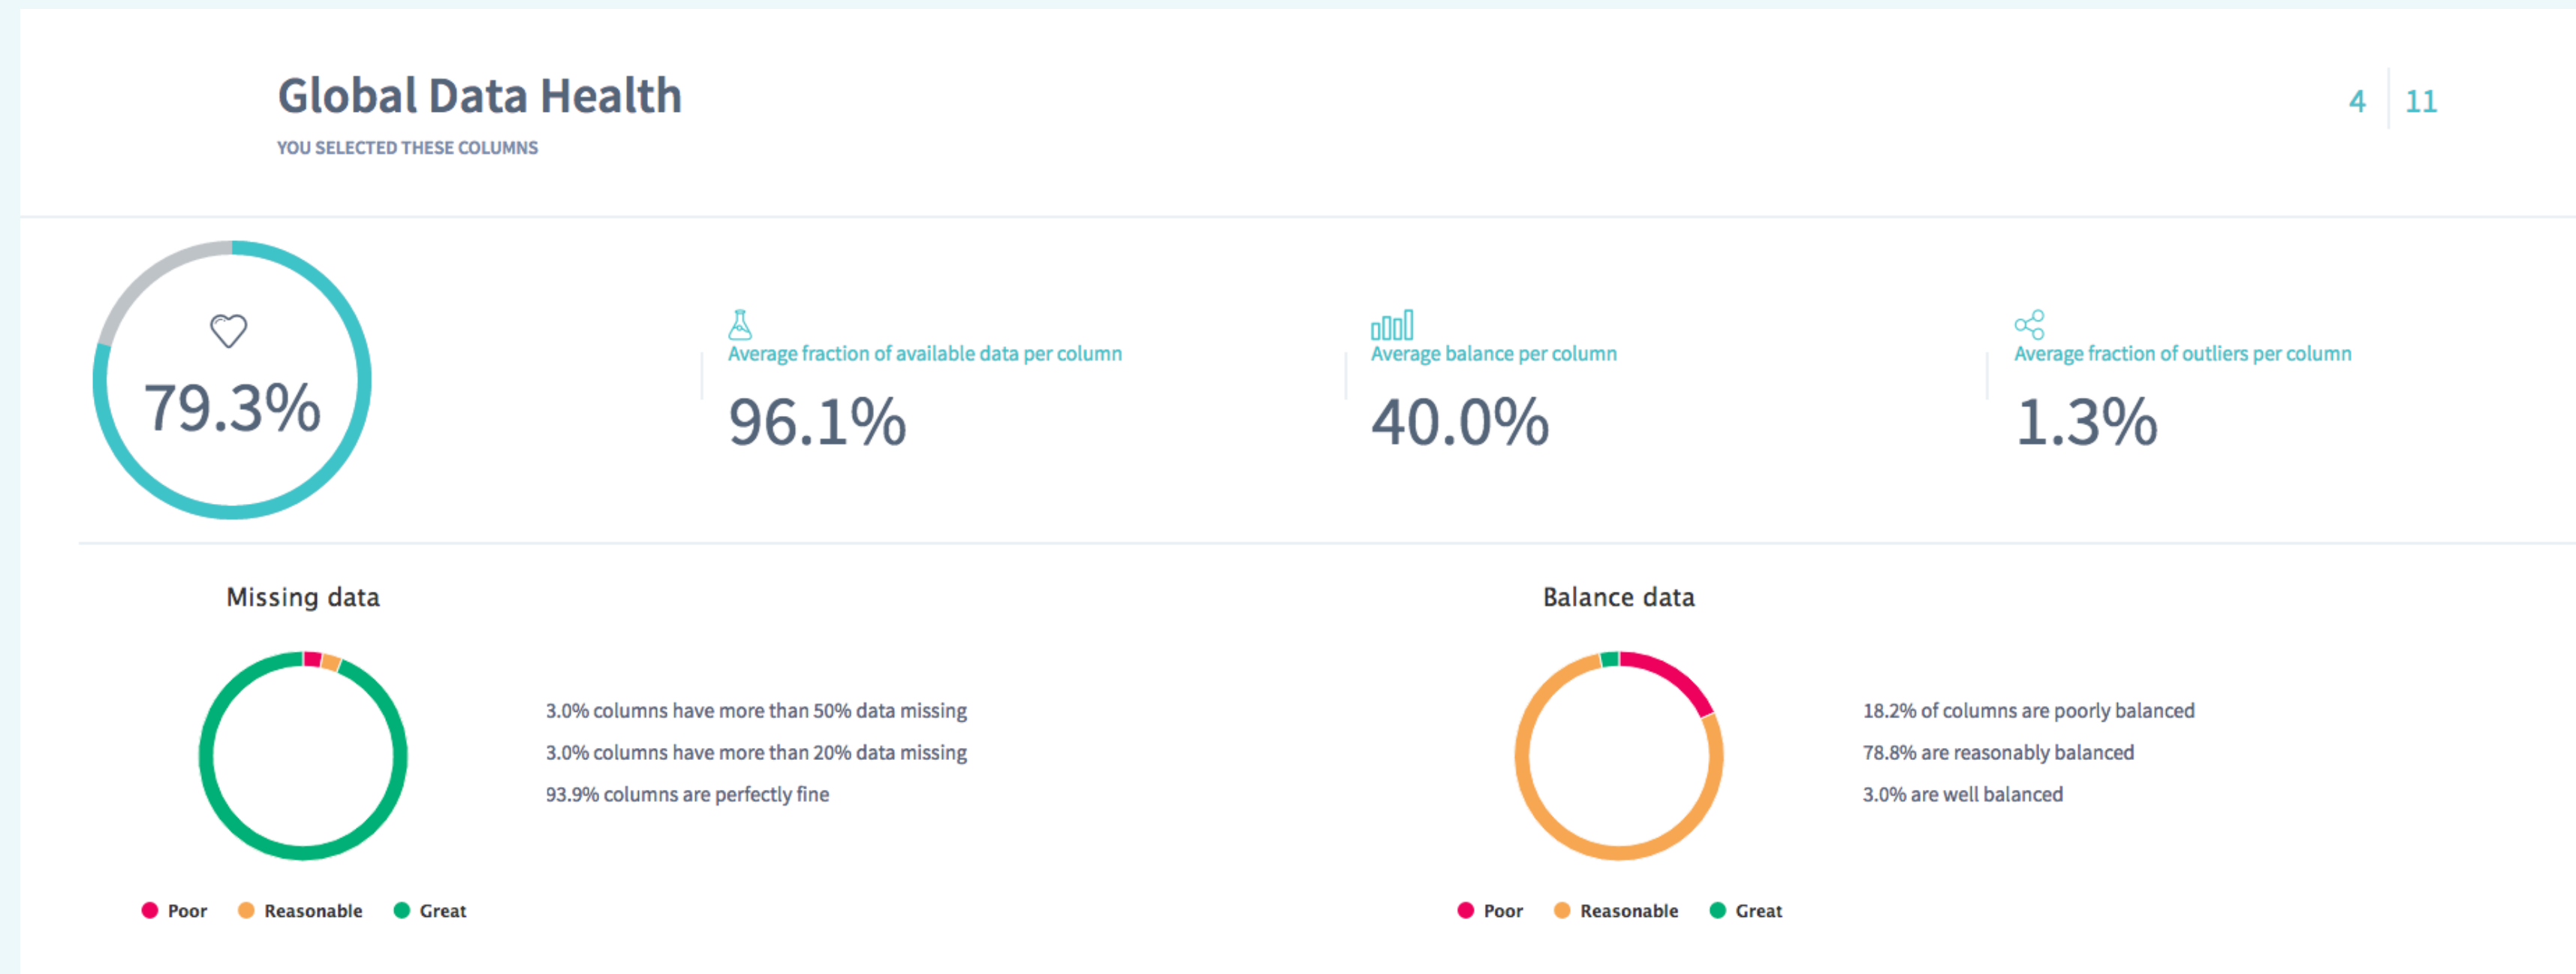 Global Data Health
4 11
YOU SELECTED THESE COLUMNS
79.3%
Average fraction of available data per column
96.1%
Average balance per column
40.0%
Average fraction of outliers per column
1.3%
Missing data
3.0% columns have more than 50% data missing
3.0% columns have more than 20% data missing
93.9% columns are perfectly fine
Poor Reasonable Great
Balance data
18.2% of columns are poorly balanced
78.8% are reasonably balanced
3.0% are well balanced
Poor Reasonable Great